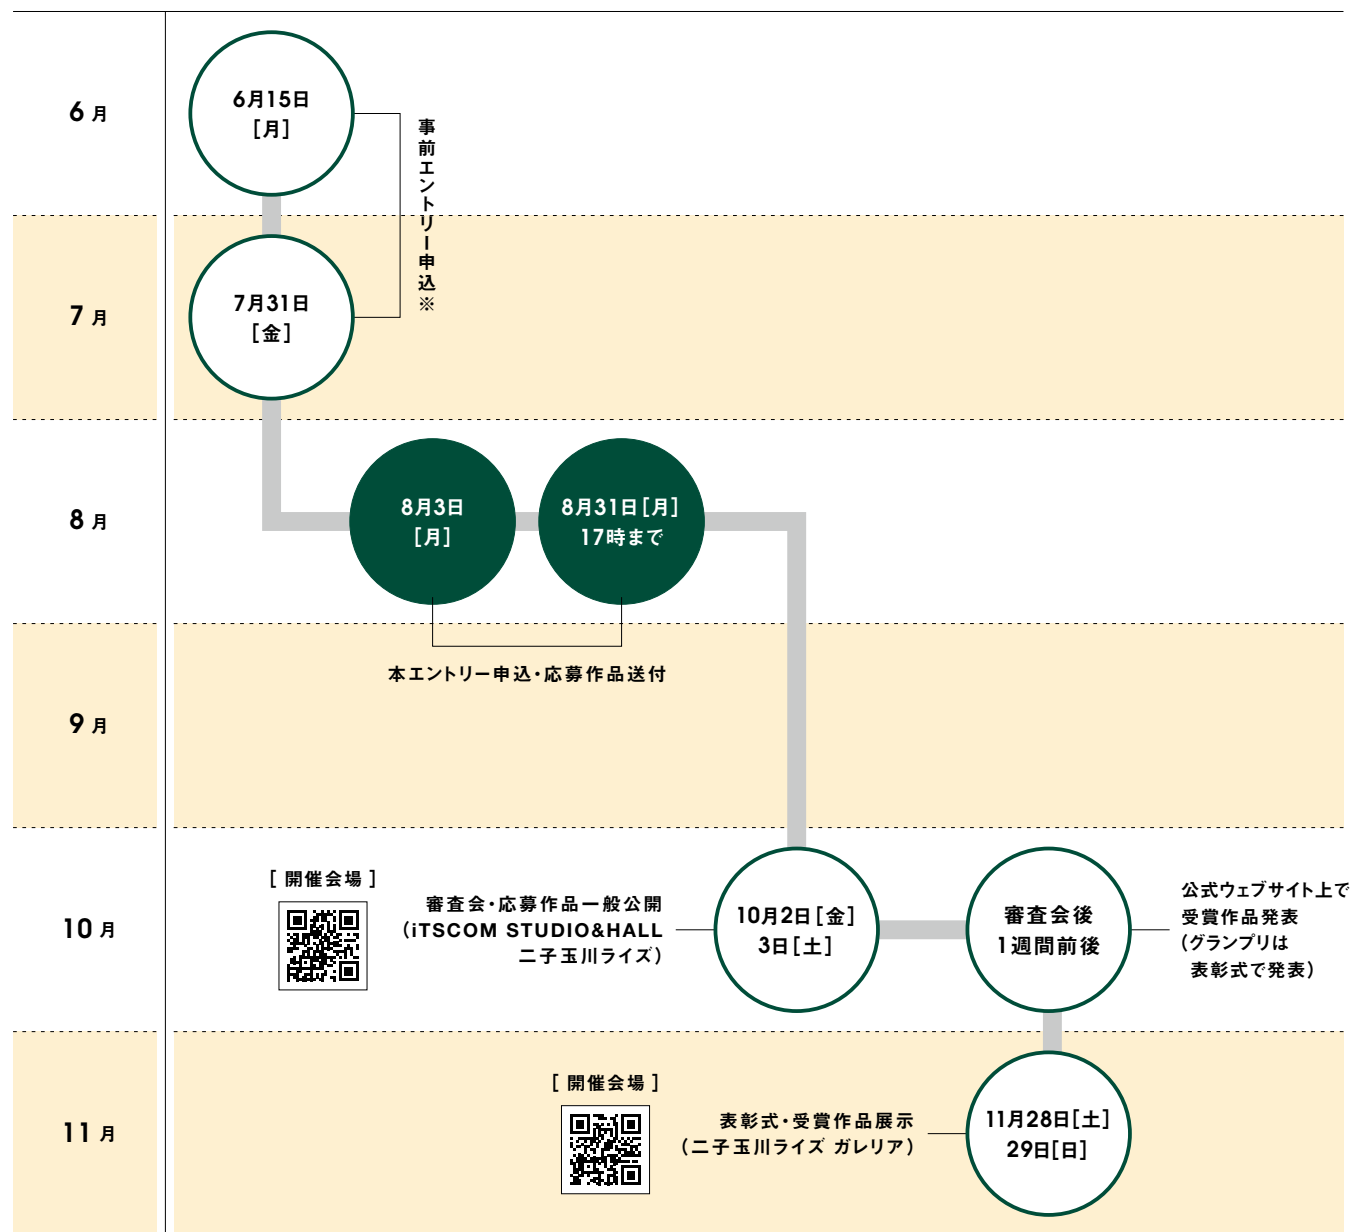 6 月
6月15日
[月]
事前エントリー申込※
7 月
7月31日
[金]
8 月
8月3日
[月]
8月31日[月]
17時まで
本エントリー申込・応募作品送付
9 月
10 月
[ 開催会場 ]
審査会・応募作品一般公開
(iTSCOM STUDIO&HALL
二子玉川ライズ)
10月2日[金]
3日[土]
審査会後
1週間前後
公式ウェブサイト上で
受賞作品発表
(グランプリは
表彰式で発表)
11 月
[ 開催会場 ]
表彰式・受賞作品展示
(二子玉川ライズ ガレリア)
11月28日[土]
29日[日]